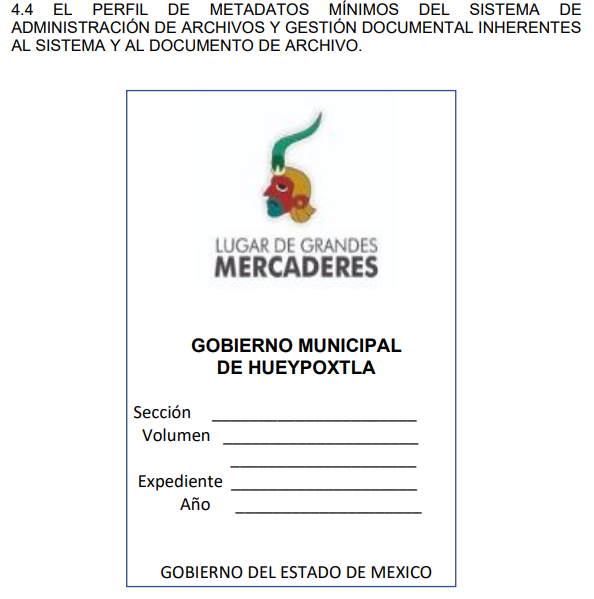 4.4 EL PERFIL DE METADATOS MÍNIMOS DEL SISTEMA DE
ADMINISTRACIÓN DE ARCHIVOS Y GESTIÓN DOCUMENTAL INHERENTES
AL SISTEMA Y AL DOCUMENTO DE ARCHIVO.
LUGAR DE GRANDES
MERCADERES
GOBIERNO MUNICIPAL
DE HUEYPOXTLA
Sección ______________________
Volumen _____________________
____________________
Expediente ____________________
Año ____________________
GOBIERNO DEL ESTADO DE MEXICO